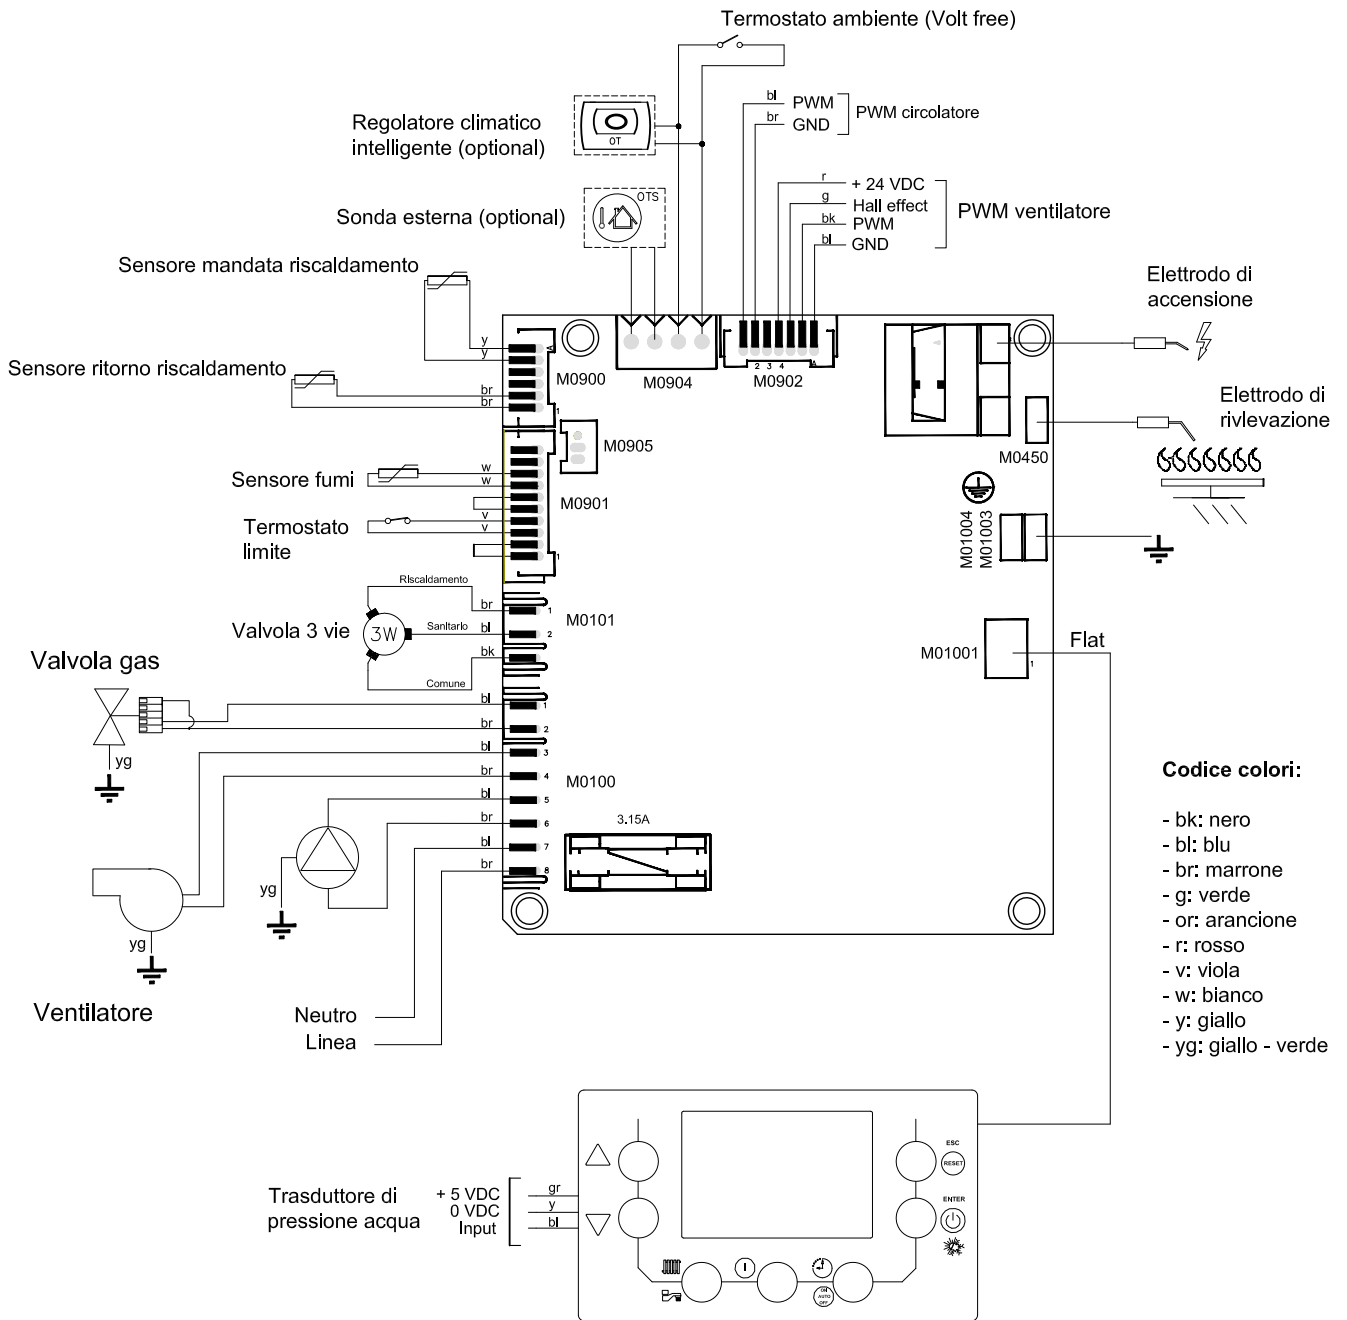 Termostato ambiente (Volt free)
bl PWM
br GND
PWM circolatore
Regolatore climatico
intelligente (optional)
OT
r + 24 VDC
g Hall effect
bk PWM
bl GND
PWM ventilatore
Sonda esterna (optional)
OTS
Sensore mandata riscaldamento
Elettrodo di
accensione
y
y
Sensore ritorno riscaldamento
br
br
A
1
M0900
M0904
2 3 4 A
M0902
Elettrodo di
rivlevazione
M0905
M0450
Sensore fumi
w
w
M0901
Termostato
limite
v
v
1
M01004
M01003
RIscaldamento
br 1
M0101
Valvola 3 vie
3W
Sanitario
bl 2
bk
Comune
M01001
1
Flat
Valvola gas
bl 1
br 2
yg
bl 3
br 4
M0100
bl 5
br 6
bl 7
br 8
3.15A
yg
yg
Ventilatore
Neutro
Linea
Codice colori:
- bk: nero
- bl: blu
- br: marrone
- g: verde
- or: arancione
- r: rosso
- v: viola
- w: bianco
- y: giallo
- yg: giallo - verde
ESC
RESET
ENTER
Trasduttore di
pressione acqua
+ 5 VDC gr
0 VDC y
Input bl
ON
AUTO
OFF